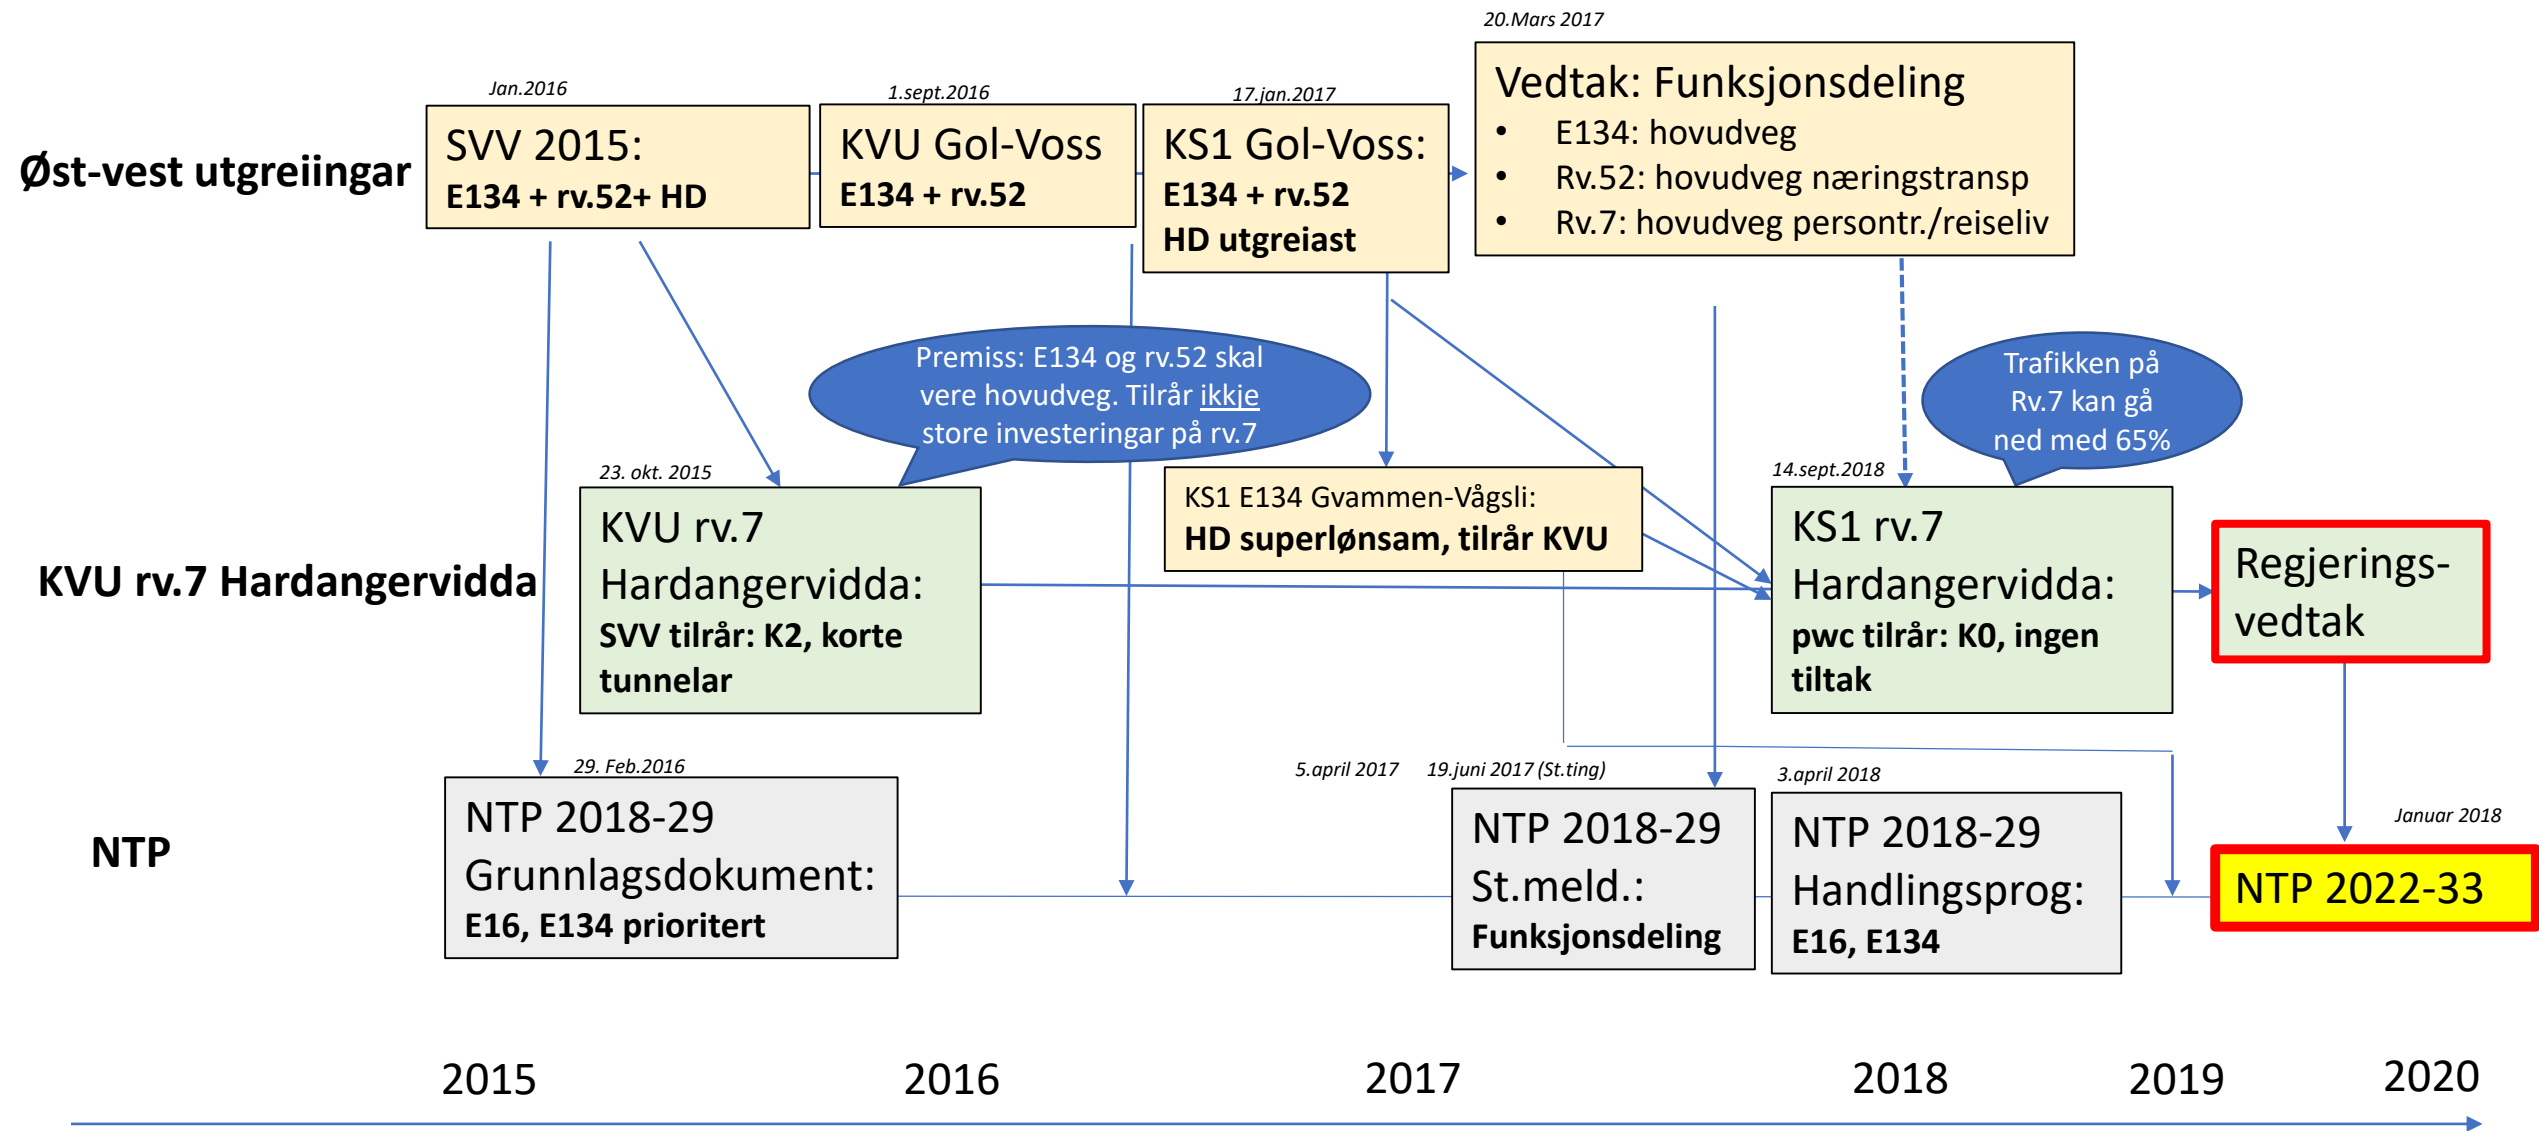 20.Mars 2017
Jan.2016
1.sept.2016
17.jan.2017
Øst-vest utgreiingar
SVV 2015:
E134 + rv.52+ HD
KVU Gol-Voss
E134 + rv.52
KS1 Gol-Voss:
E134 + rv.52
HD utgreiast
Vedtak: Funksjonsdeling
• E134: hovudveg
• Rv.52: hovudveg næringstransp
• Rv.7: hovudveg persontr./reiseliv
Premiss: E134 og rv.52 skal
vere hovudveg. Tilrår ikkje
store investeringar på rv.7
Trafikken på
Rv.7 kan gå
ned med 65%
KVU rv.7 Hardangervidda
23. okt. 2015
KVU rv.7
Hardangervidda:
SVV tilrår: K2, korte
tunnelar
KS1 E134 Gvammen-Vågsli:
HD superlønsam, tilrår KVU
14.sept.2018
KS1 rv.7
Hardangervidda:
pwc tilrår: K0, ingen
tiltak
Regjerings-
vedtak
NTP
29. Feb.2016
NTP 2018-29
Grunnlagsdokument:
E16, E134 prioritert
5.april 2017
19.juni 2017 (St.ting)
NTP 2018-29
St.meld.:
Funksjonsdeling
3.april 2018
NTP 2018-29
Handlingsprog:
E16, E134
Januar 2018
NTP 2022-33
2015
2016
2017
2018
2019
2020